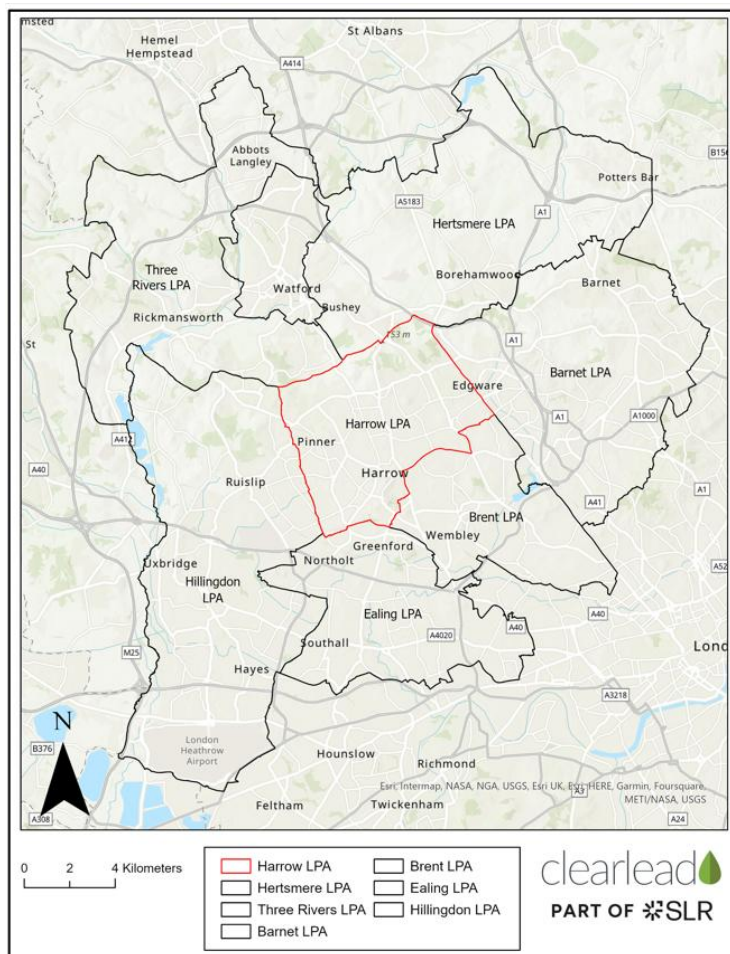 msted
Hemel
Hempstead
St Albans
A414
Abbots
Langley
B156
Potters Bar
A5183
A1
Hertsmere LPA
Three
Rivers LPA
Watford
Borehamwood
Barnet
Rickmansworth
Bushey
153 m
St
A1
Edgware
Barnet LPA
Harrow LPA
A1
A1000
A412
Pinner
A40
Harrow
Ruislip
A1
A41
Brent LPA
Wembley
Greenford
Northolt
Uxbridge
Hillingdon
LPA
A52
Ealing LPA
A40
A40
Southall
A4020
Lond
M25
Hayes
A3218
N
London
Heathrow
Airport
B376
Hounslow
Richmond
Esri, Intermap, NASA, NGA, USGS, Esri UK, Esri, HERE, Garmin, Foursquare,
METI/NASA, USGS
A3
Feltham
Twickenham
A308
A24
0 2 4 Kilometers
Harrow LPA
Hertsmere LPA
Three Rivers LPA
Barnet LPA
Brent LPA
Ealing LPA
Hillingdon LPA
clearlead
PART OF SLR